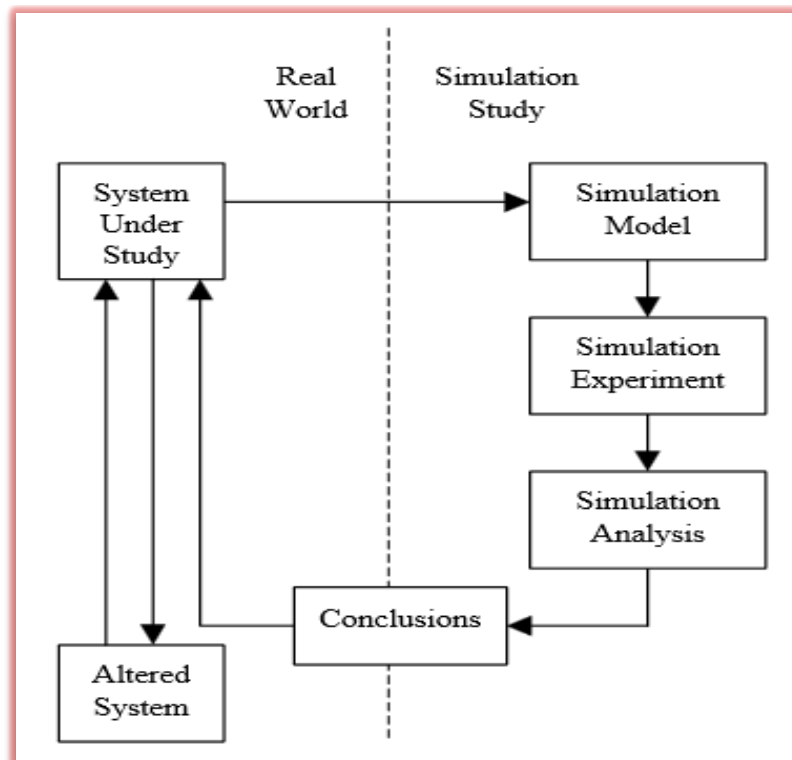 Real
World
Simulation
Study
System
Under
Study
Simulation
Model
Simulation
Experiment
Simulation
Analysis
Conclusions
Altered
System